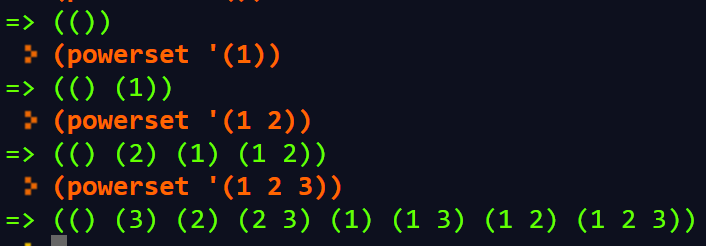 => (())
(powerset '(1))
=> (() (1))
(powerset '(1 2))
=> (() (2) (1) (1 2))
(powerset '(1 2 3))
=> (() (3) (2) (2 3) (1) (1 3) (1 2) (1 2 3))